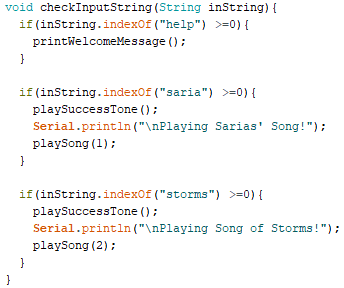 void checkInputString(String inString){
  if(inString.indexOf("help") >=0){
    printWelcomeMessage();
  }

  if(inString.indexOf("saria") >=0){
    playSuccessTone();
    Serial.println("\nPlaying Sarias' Song!");
    playSong(1);
  }

  if(inString.indexOf("storms") >=0){
    playSuccessTone();
    Serial.println("\nPlaying Song of Storms!");
    playSong(2);
  }
}